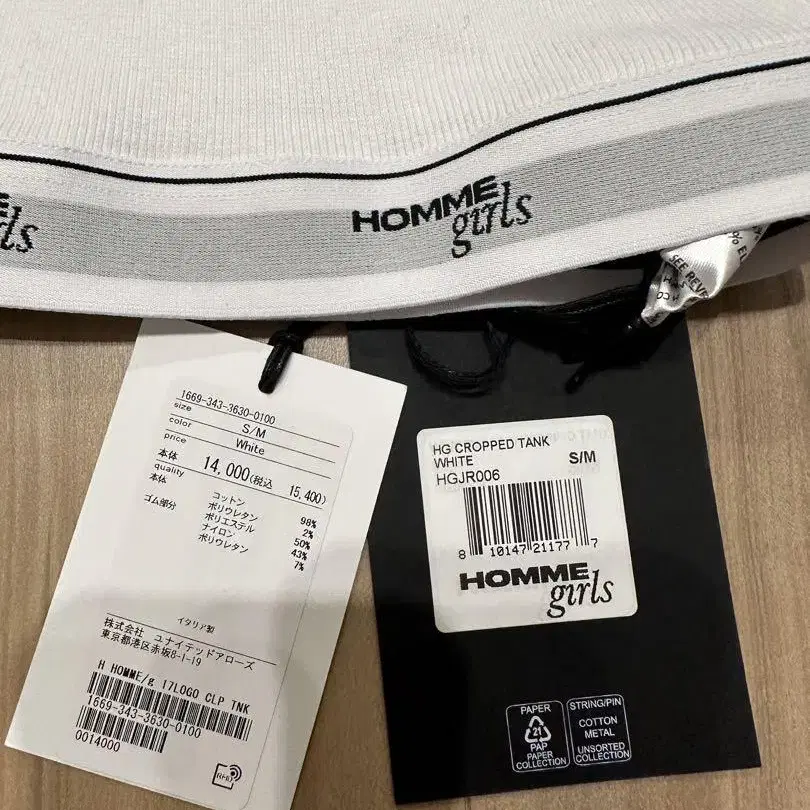 HOMME
girls
HOMME
girls
SEE REVE
1669-343-3630-0100
size S/M
color White
price
本体 14,000(税込 15,400)
quality
本体 コットン 98%
ポリウレタン 2%
ゴム部分 ポリエステル 50%
ナイロン 43%
ポリウレタン 7%
イタリア製
株式会社 ユナイテッドアローズ
東京都港区赤坂8-1-19
H HOMME/g 17LOGO CLP TNK
1669-343-3630-0100
0014000
RFID
HG CROPPED TANK
WHITE S/M
HGJR006
8 10147 21177 7
HOMME
girls
PAPER
21
PAP
PAPER
COLLECTION
STRING/PIN
COTTON
METAL
UNSORTED
COLLECTION